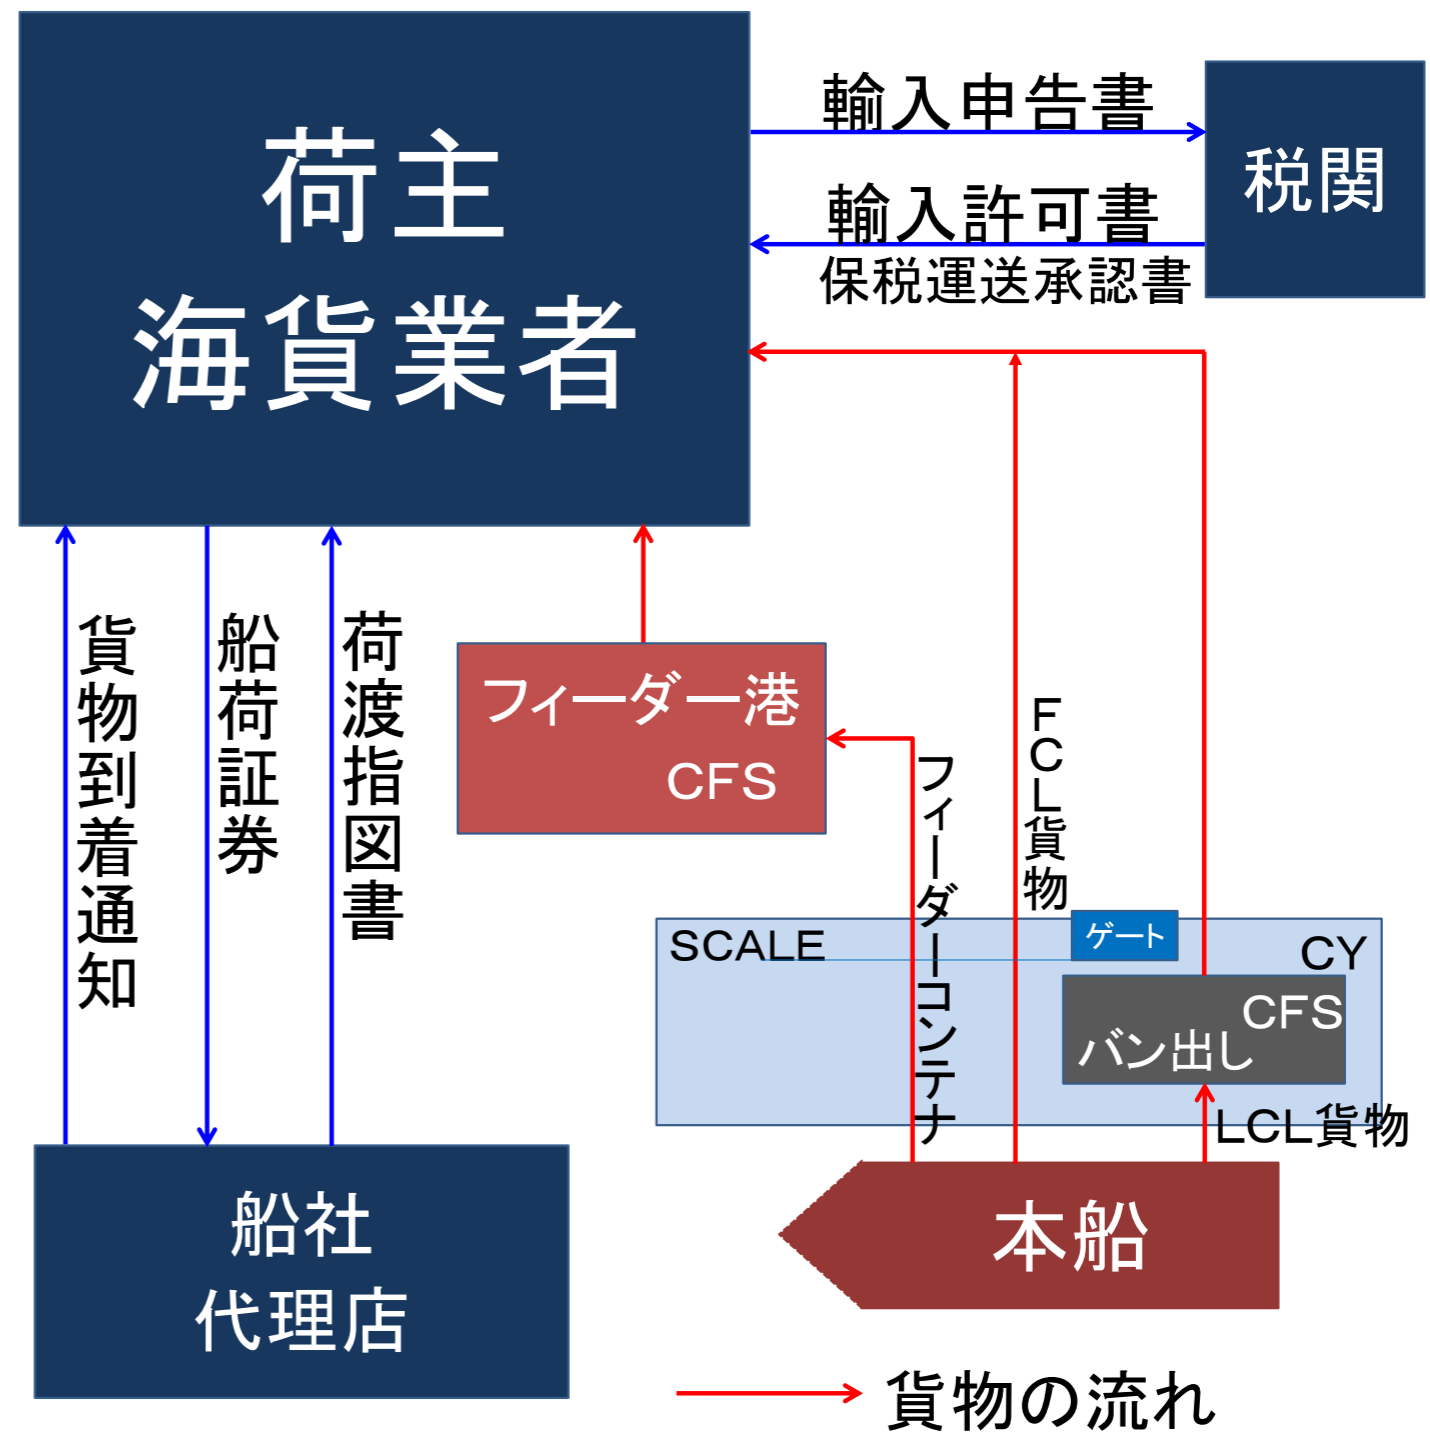 荷主
海貨業者
輸入申告書
税関
輸入許可書
保税運送承認書
貨物到着通知
船荷証券
荷渡指図書
フィーダー港
CFS
フィーダーコンテナ
FCL貨物
SCALE
ゲート
CY
CFS
バン出し
LCL貨物
船社
代理店
本船
貨物の流れ